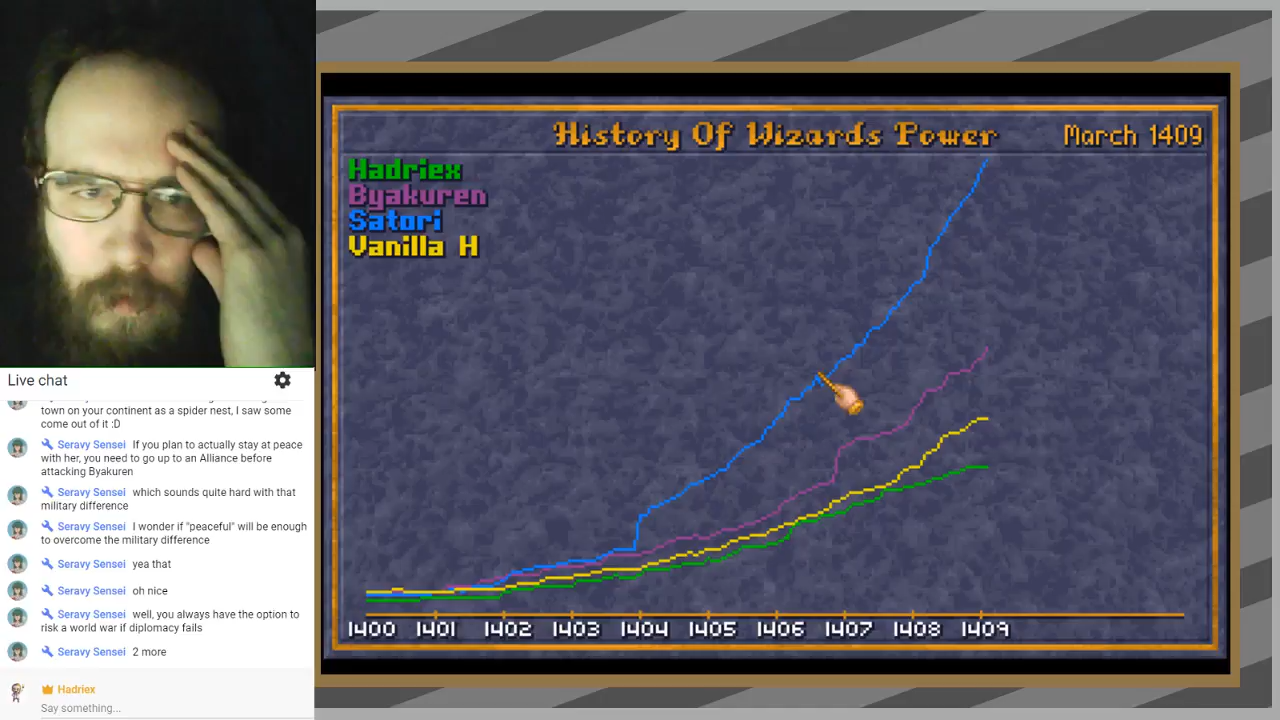 History Of Wizards Power
March 1409
Hadriex
Byakuren
Satori
Vanilla H
1400 1401 1402 1403 1404 1405 1406 1407 1408 1409
Live chat
town on your continent as a spider nest, I saw some
come out of it :D
Seravy Sensei If you plan to actually stay at peace
with her, you need to go up to an Alliance before
attacking Byakuren
Seravy Sensei which sounds quite hard with that
military difference
Seravy Sensei I wonder if "peaceful" will be enough
to overcome the military difference
Seravy Sensei yea that
Seravy Sensei oh nice
Seravy Sensei well, you always have the option to
risk a world war if diplomacy fails
Seravy Sensei 2 more
Hadriex
Say something...